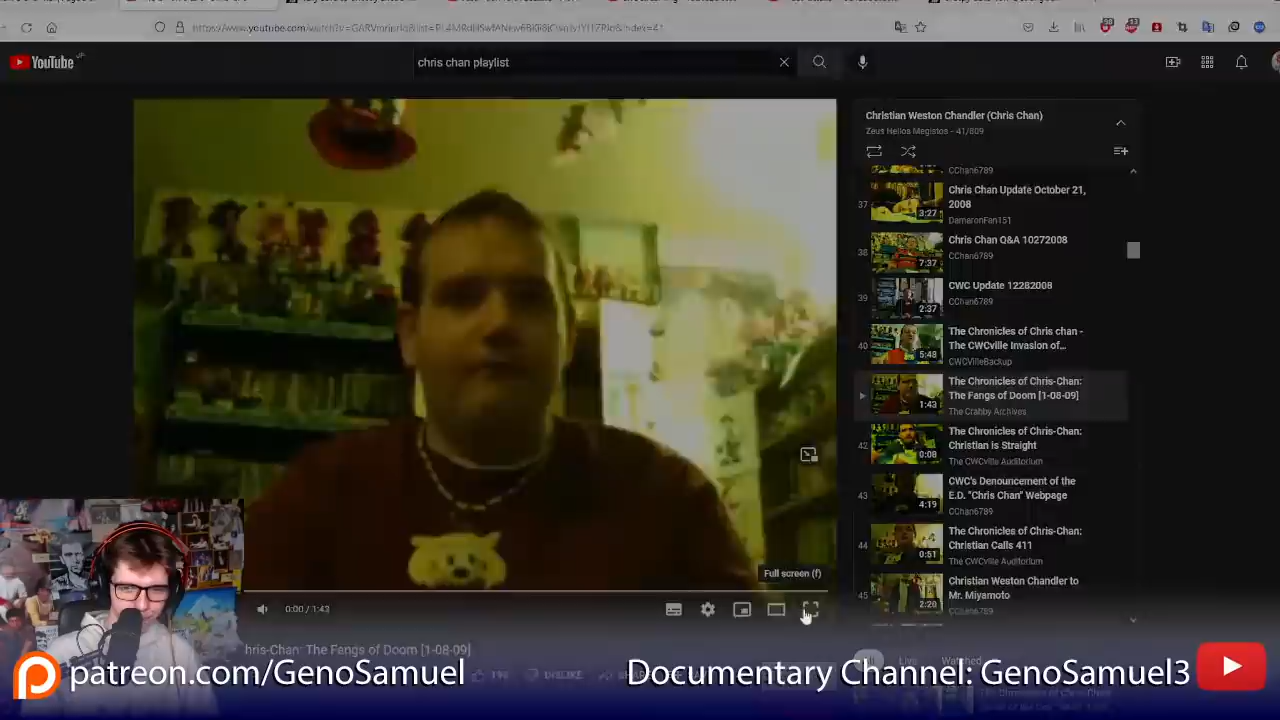 YouTube JP
chris chan playlist
Christian Weston Chandler (Chris Chan)
Zeus Helios Megistos - 41/809
CChan6789
37
3:27
Chris Chan Update October 21,
2008
DameronFan151
38
7:37
Chris Chan Q&A 10272008
CChan6789
39
2:37
CWC Update 12282008
CChan6789
40
5:48
The Chronicles of Chris chan -
The CWCville Invasion of...
CWCVilleBackup
1:43
The Chronicles of Chris-Chan:
The Fangs of Doom [1-08-09]
The Crabby Archives
42
0:08
The Chronicles of Chris-Chan:
Christian is Straight
The CWCville Auditorium
43
4:19
CWC's Denouncement of the
E.D. "Chris Chan" Webpage
CChan6789
44
0:51
The Chronicles of Chris-Chan:
Christian Calls 411
The CWCville Auditorium
45
2:20
Christian Weston Chandler to
Mr. Miyamoto
CChan6789
Full screen (f)
0:00 / 1:43
hris-Chan: The Fangs of Doom [1-08-09]
DISLIKE
Live
Watched
patreon.com/GenoSamuel
Documentary Channel: GenoSamuel3